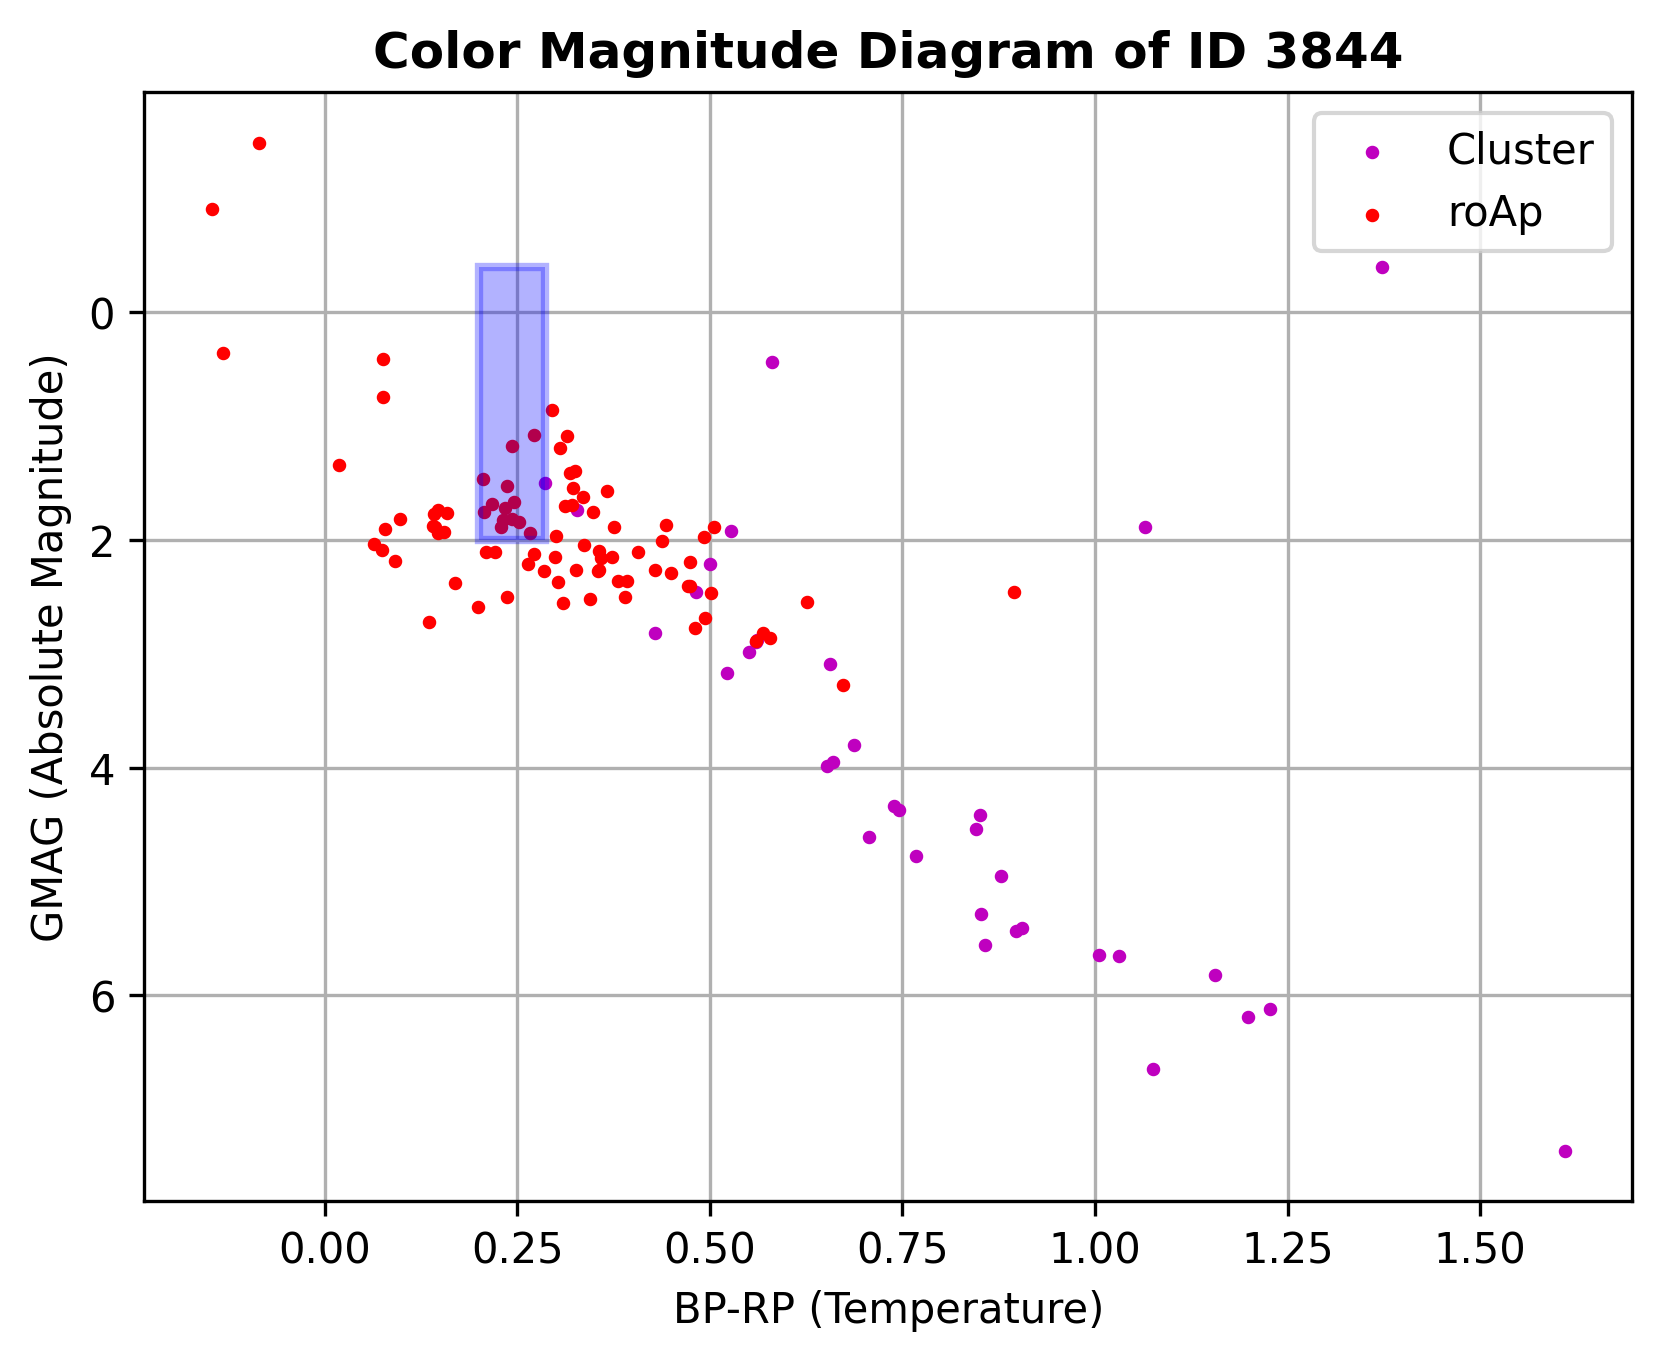 Color Magnitude Diagram of ID 3844
Cluster
roAp
GMAG (Absolute Magnitude)
0
2
4
6
0.00 0.25 0.50 0.75 1.00 1.25 1.50
BP-RP (Temperature)